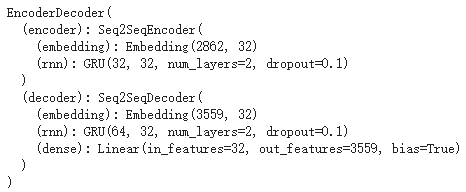 EncoderDecoder(
  (encoder): Seq2SeqEncoder(
    (embedding): Embedding(2862, 32)
    (rnn): GRU(32, 32, num_layers=2, dropout=0.1)
  )
  (decoder): Seq2SeqDecoder(
    (embedding): Embedding(3559, 32)
    (rnn): GRU(64, 32, num_layers=2, dropout=0.1)
    (dense): Linear(in_features=32, out_features=3559, bias=True)
  )
)